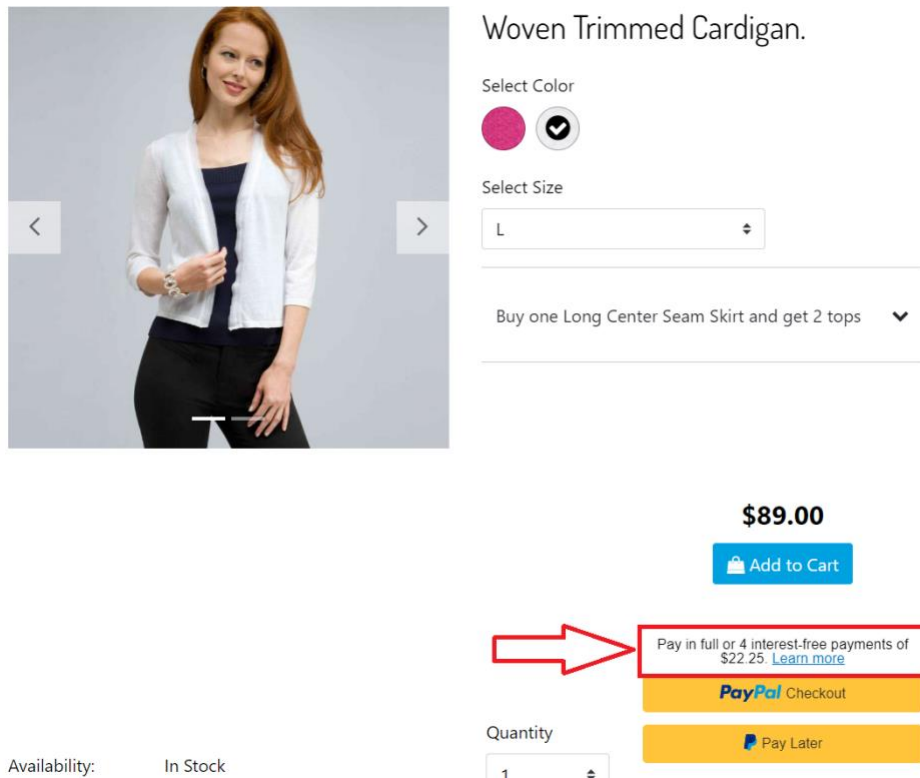 Woven Trimmed Cardigan.
Select Color
Select Size
L
Buy one Long Center Seam Skirt and get 2 tops
$89.00
Add to Cart
Pay in full or 4 interest-free payments of
$22.25. Learn more
PayPal Checkout
Quantity
Pay Later
Availability: In Stock
1